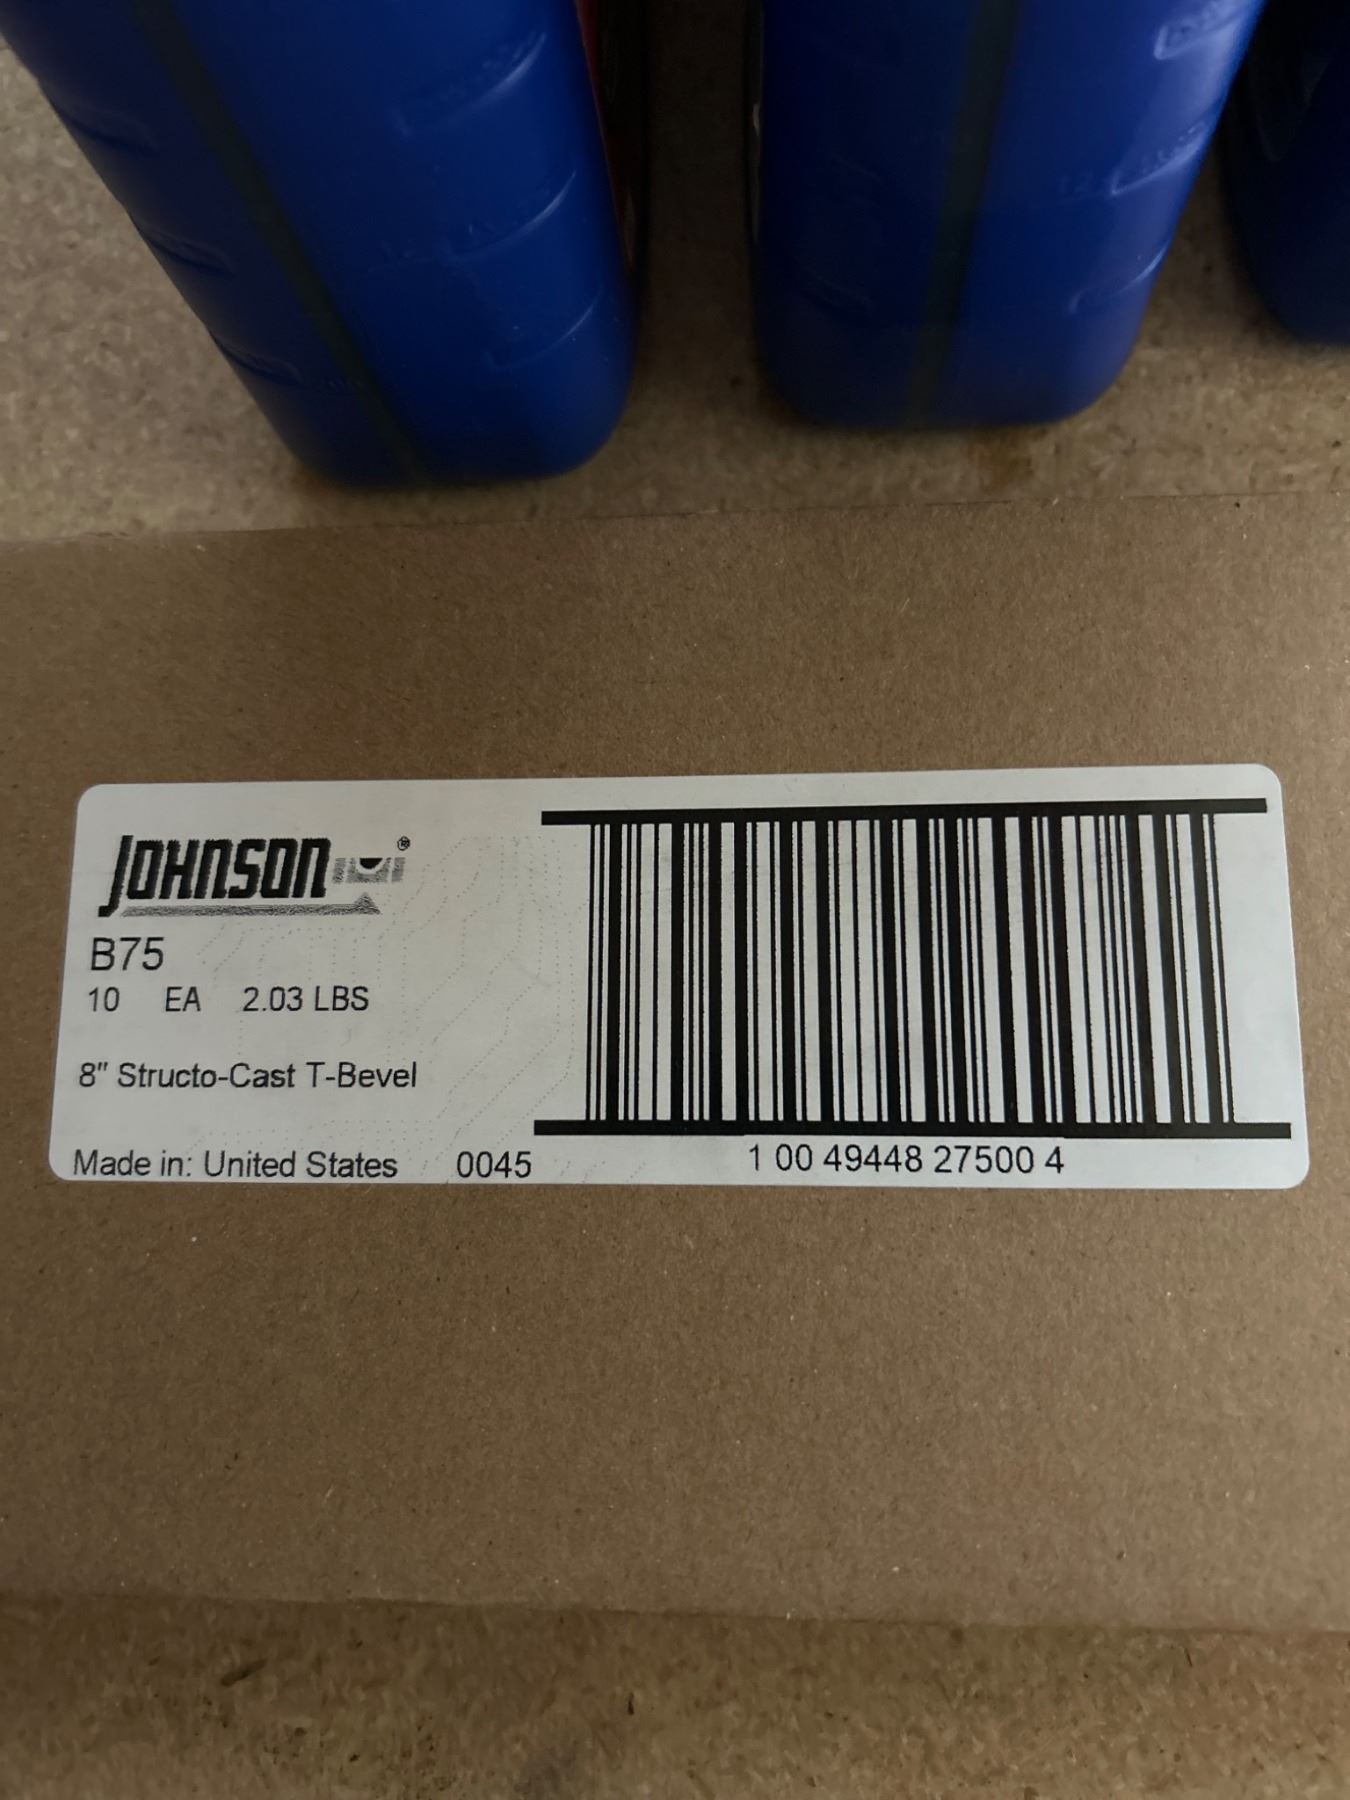 JOHNSON®
B75
10 EA 2.03 LBS
8" Structo-Cast T-Bevel
Made in: United States 0045
1 00 49448 27500 4